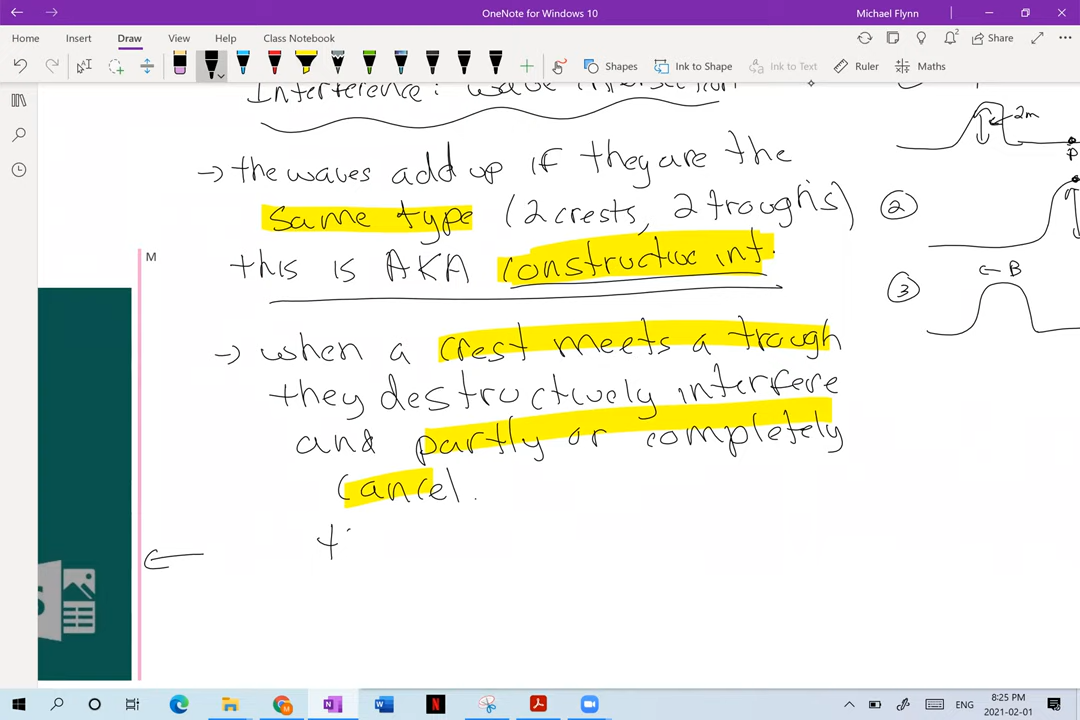 OneNote for Windows 10
Michael Flynn
Home Insert Draw View Help Class Notebook
Share
Shapes Ink to Shape Ink to Text Ruler Maths
Interference: wave
→ the waves add up if they are the
same type (2 crests, 2 troughs)
this is AKA constructive int.
→ when a crest meets a trough
they destructively interfere
and partly or completely
cancel.
M
2m
P
2
← B
3
8:25 PM
2021-02-01
ENG